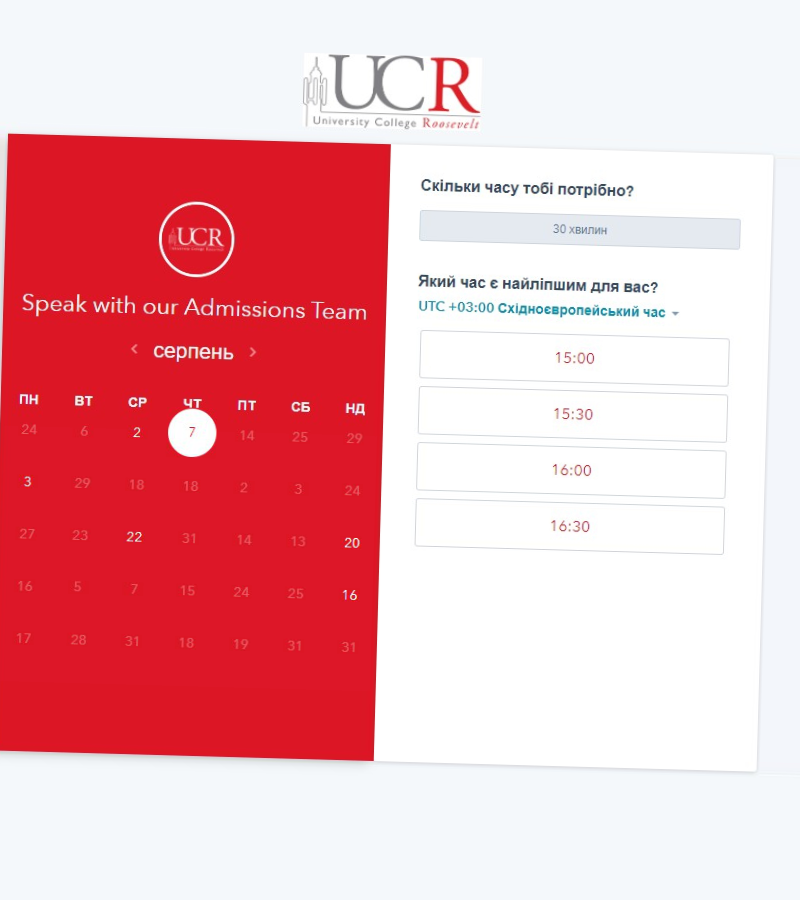 UCR
University College Roosevelt
UCR
Speak with our Admissions Team
серпень
ПН ВТ СР ЧТ ПТ СБ НД
24 6 2 7 14 25 29
3 29 18 18 2 3 24
27 23 22 31 14 13 20
16 5 7 15 24 25 16
17 28 31 18 19 31 31
Скільки часу тобі потрібно?
30 хвилин
Який час є найліпшим для вас?
UTC +03:00 Східноєвропейський час
15:00
15:30
16:00
16:30